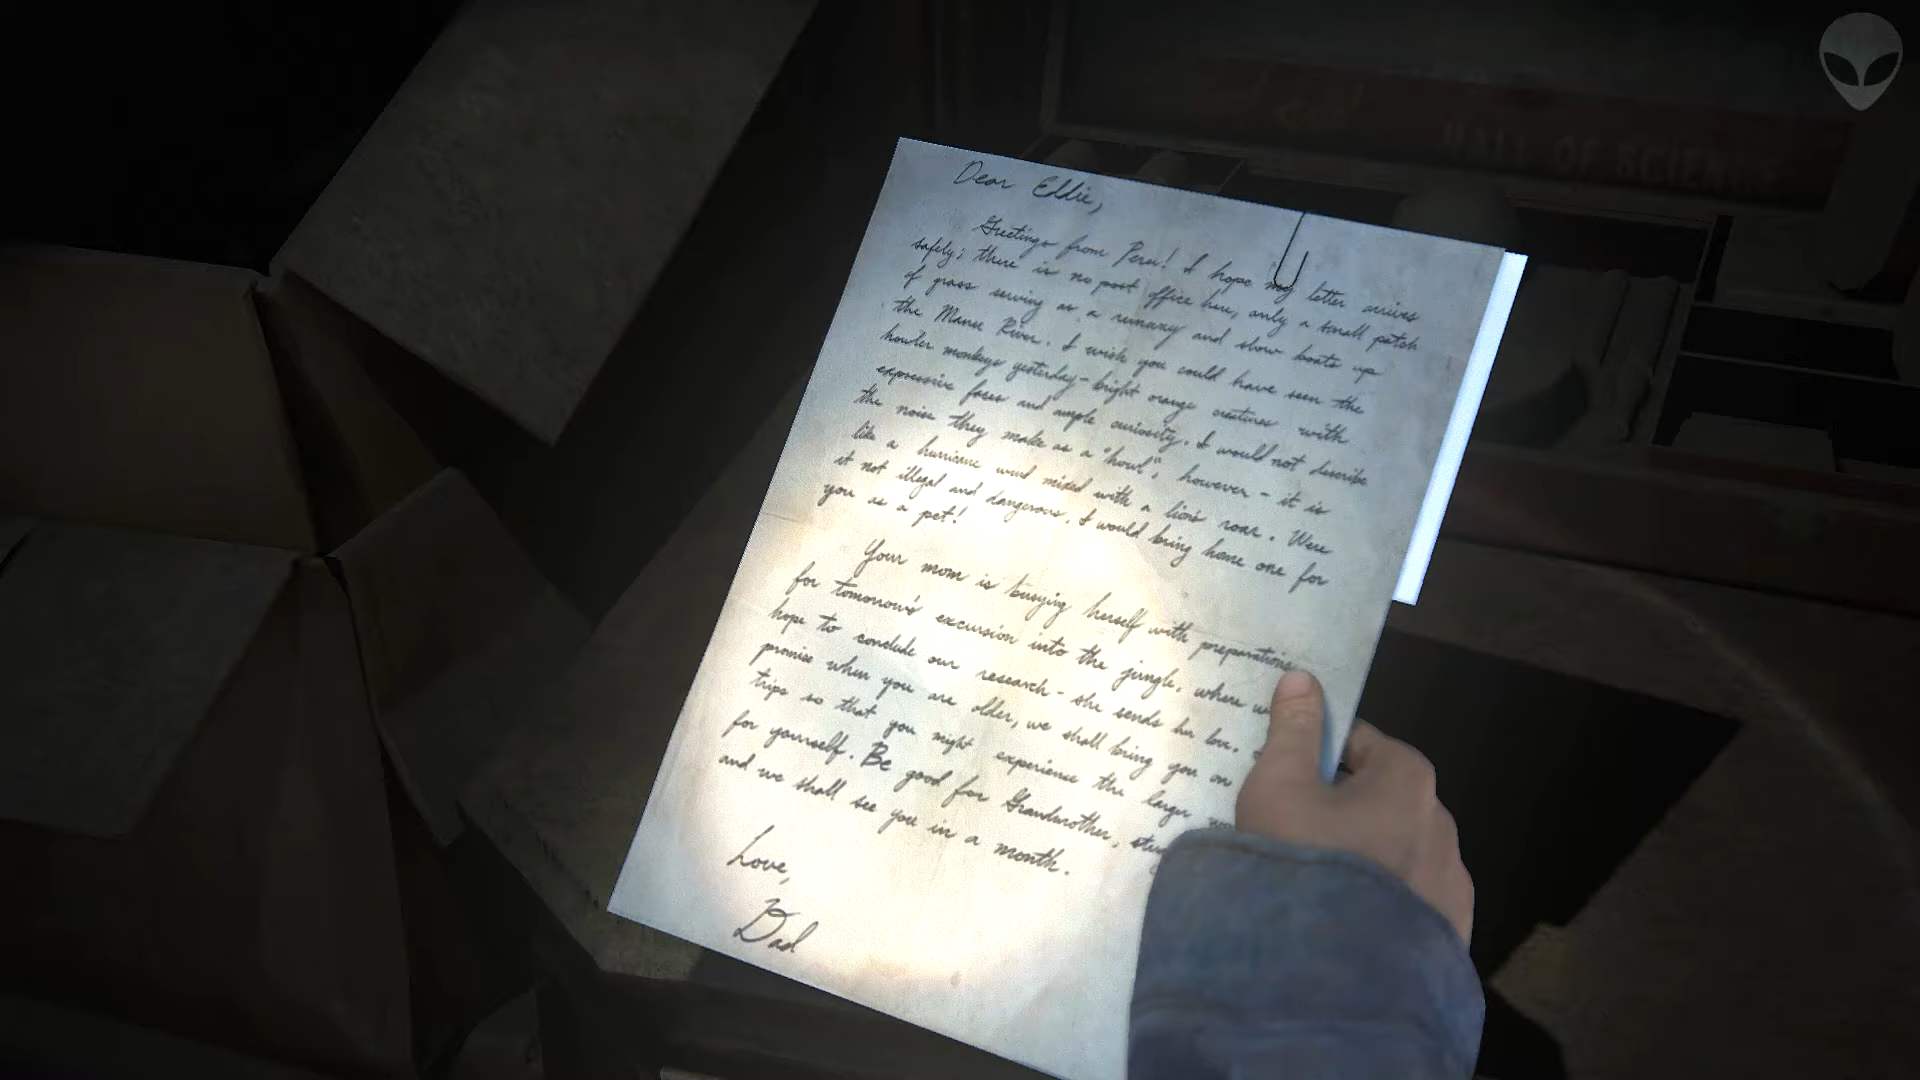 HALL OF SCIENCE
Dear Eddie,
Greetings from Peru! I hope my letter arrives
safely; there is no post office here, only a small patch
of grass serving as a runway and slow boats up
the Manu River. I wish you could have seen the
howler monkeys yesterday - bright orange creatures with
expressive faces and ample curiosity. I would not describe
the noise they make as a "howl", however - it is
like a hurricane wind mixed with a lion's roar. Were
it not illegal and dangerous, I would bring home one for
you as a pet!
Your mom is busying herself with preparations
for tomorrow's excursion into the jungle, where
hope to conclude our research - she sends her love.
promise when you are older, we shall bring you on
trips so that you might experience the larger
for yourself. Be good for Grandmother,
and we shall see you in a month.
Love,
Dad